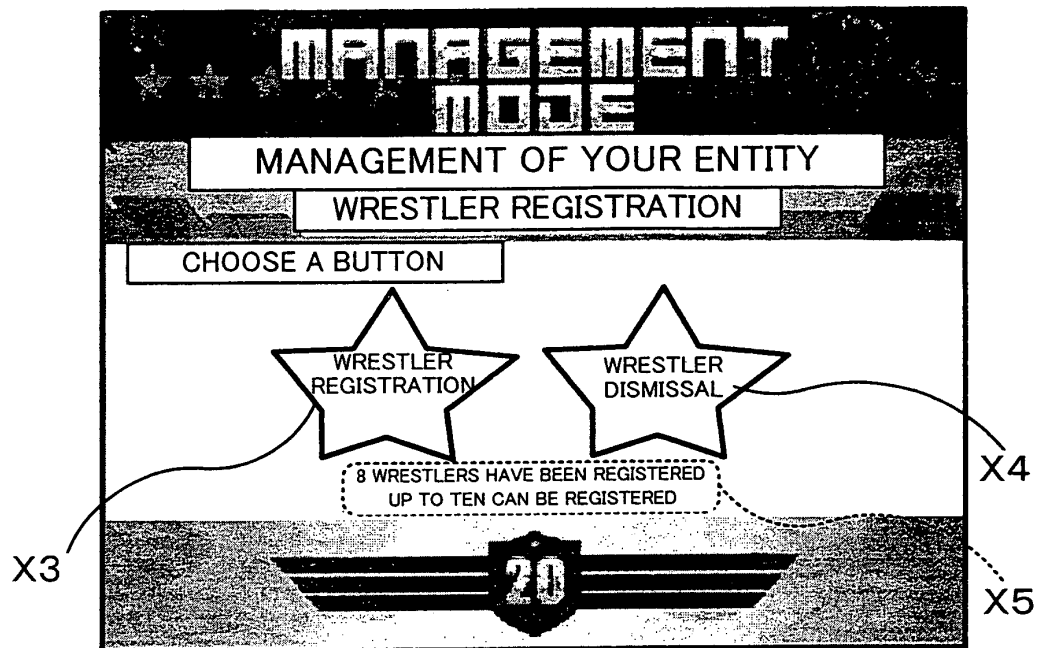 MANAGEMENT
MODE
MANAGEMENT OF YOUR ENTITY
WRESTLER REGISTRATION
CHOOSE A BUTTON
WRESTLER
REGISTRATION
WRESTLER
DISMISSAL
8 WRESTLERS HAVE BEEN REGISTERED
UP TO TEN CAN BE REGISTERED
X4
X3
20
X5